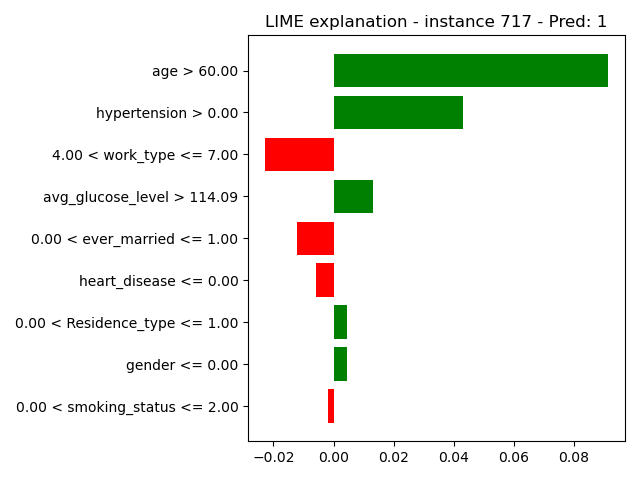 LIME explanation - instance 717 - Pred: 1
age > 60.00
hypertension > 0.00
4.00 < work_type <= 7.00
avg_glucose_level > 114.09
0.00 < ever_married <= 1.00
heart_disease <= 0.00
0.00 < Residence_type <= 1.00
gender <= 0.00
0.00 < smoking_status <= 2.00
−0.02 0.00 0.02 0.04 0.06 0.08